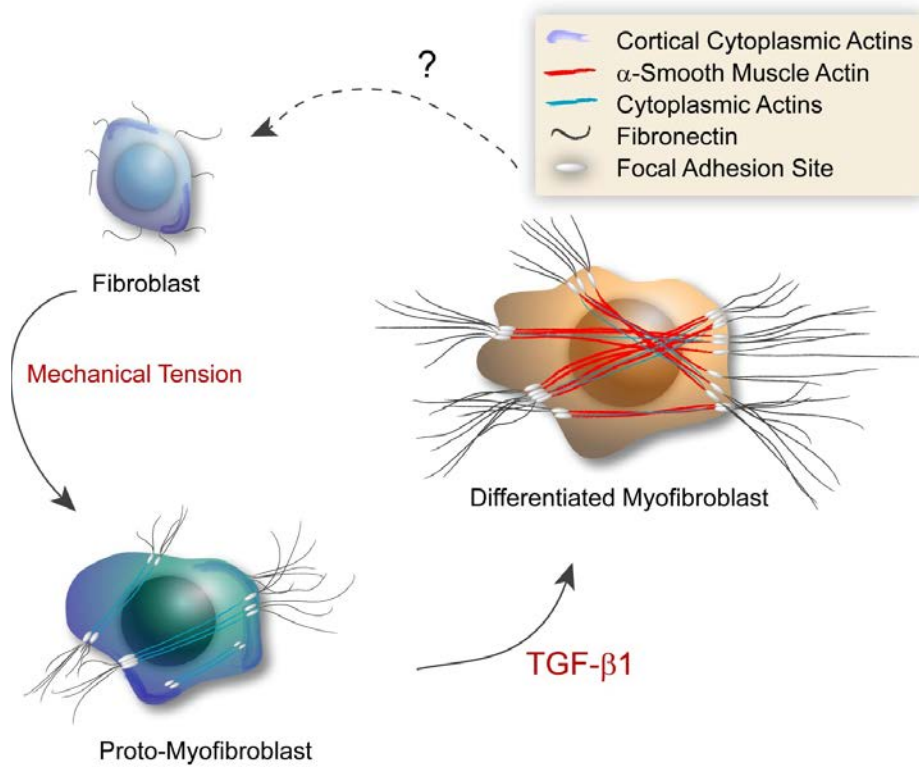 Cortical Cytoplasmic Actins
α-Smooth Muscle Actin
Cytoplasmic Actins
Fibronectin
Focal Adhesion Site
?
Fibroblast
Mechanical Tension
Differentiated Myofibroblast
TGF-β1
Proto-Myofibroblast